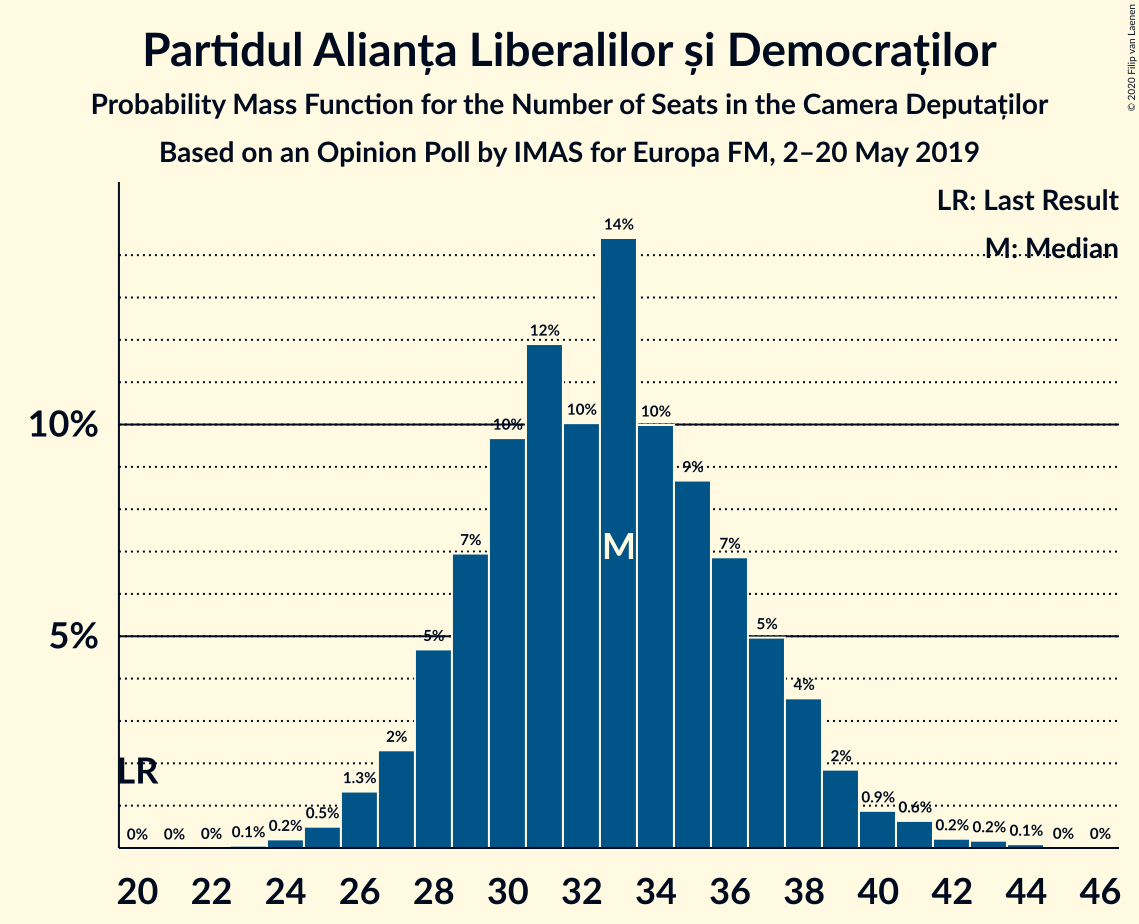 Partidul Alianța Liberalilor și Democraților
Probability Mass Function for the Number of Seats in the Camera Deputaților
Based on an Opinion Poll by IMAS for Europa FM, 2–20 May 2019
© 2020 Filip van Laenen
LR: Last Result
M: Median
14%
12%
10% 10% 10%
10%
9%
7% 7%
M
5% 5% 5%
4%
2% 2%
LR
1.3% 0.9% 0.6%
0.5%
0% 0% 0% 0.1% 0.2% 0.2% 0.2% 0.1% 0% 0%
20 22 24 26 28 30 32 34 36 38 40 42 44 46